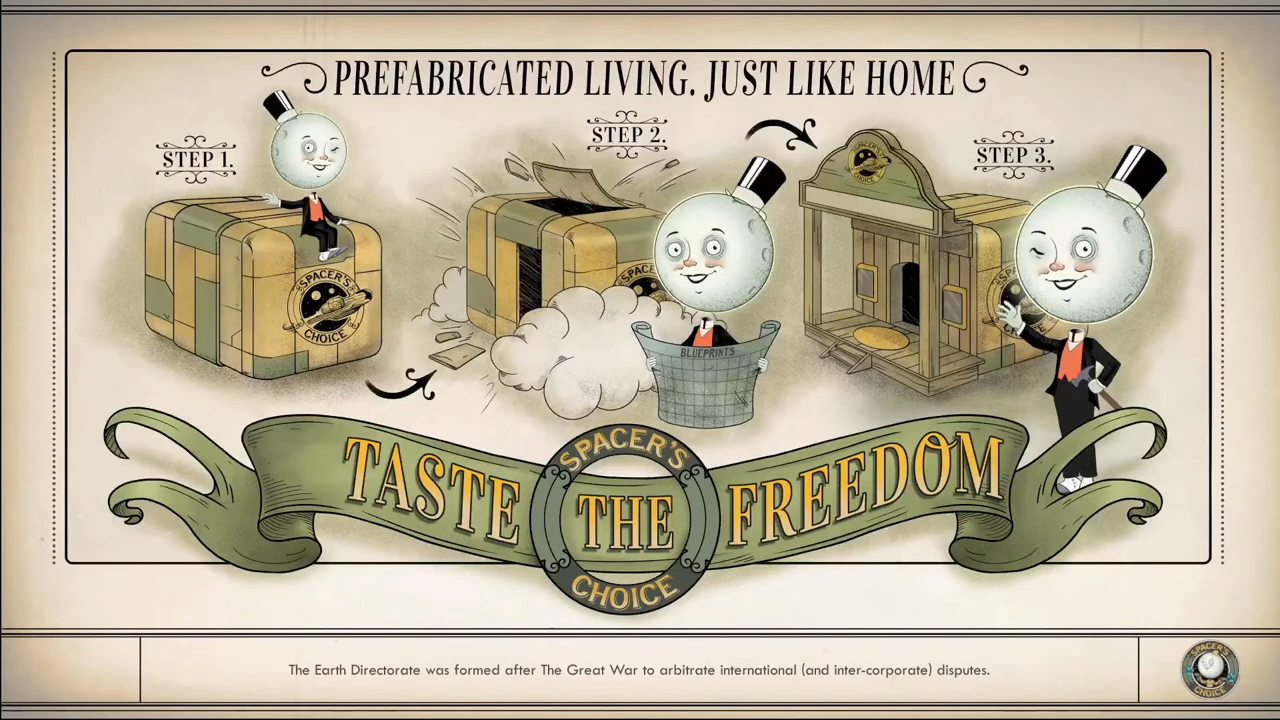 PREFABRICATED LIVING. JUST LIKE HOME
STEP 1.
STEP 2.
STEP 3.
SPACER'S
CHOICE
SPACER'S
BLUEPRINTS
SPACER'S
CHOICE
SPACER'S
TASTE THE FREEDOM
CHOICE
The Earth Directorate was formed after The Great War to arbitrate international (and inter-corporate) disputes.
SPACER'S
CHOICE